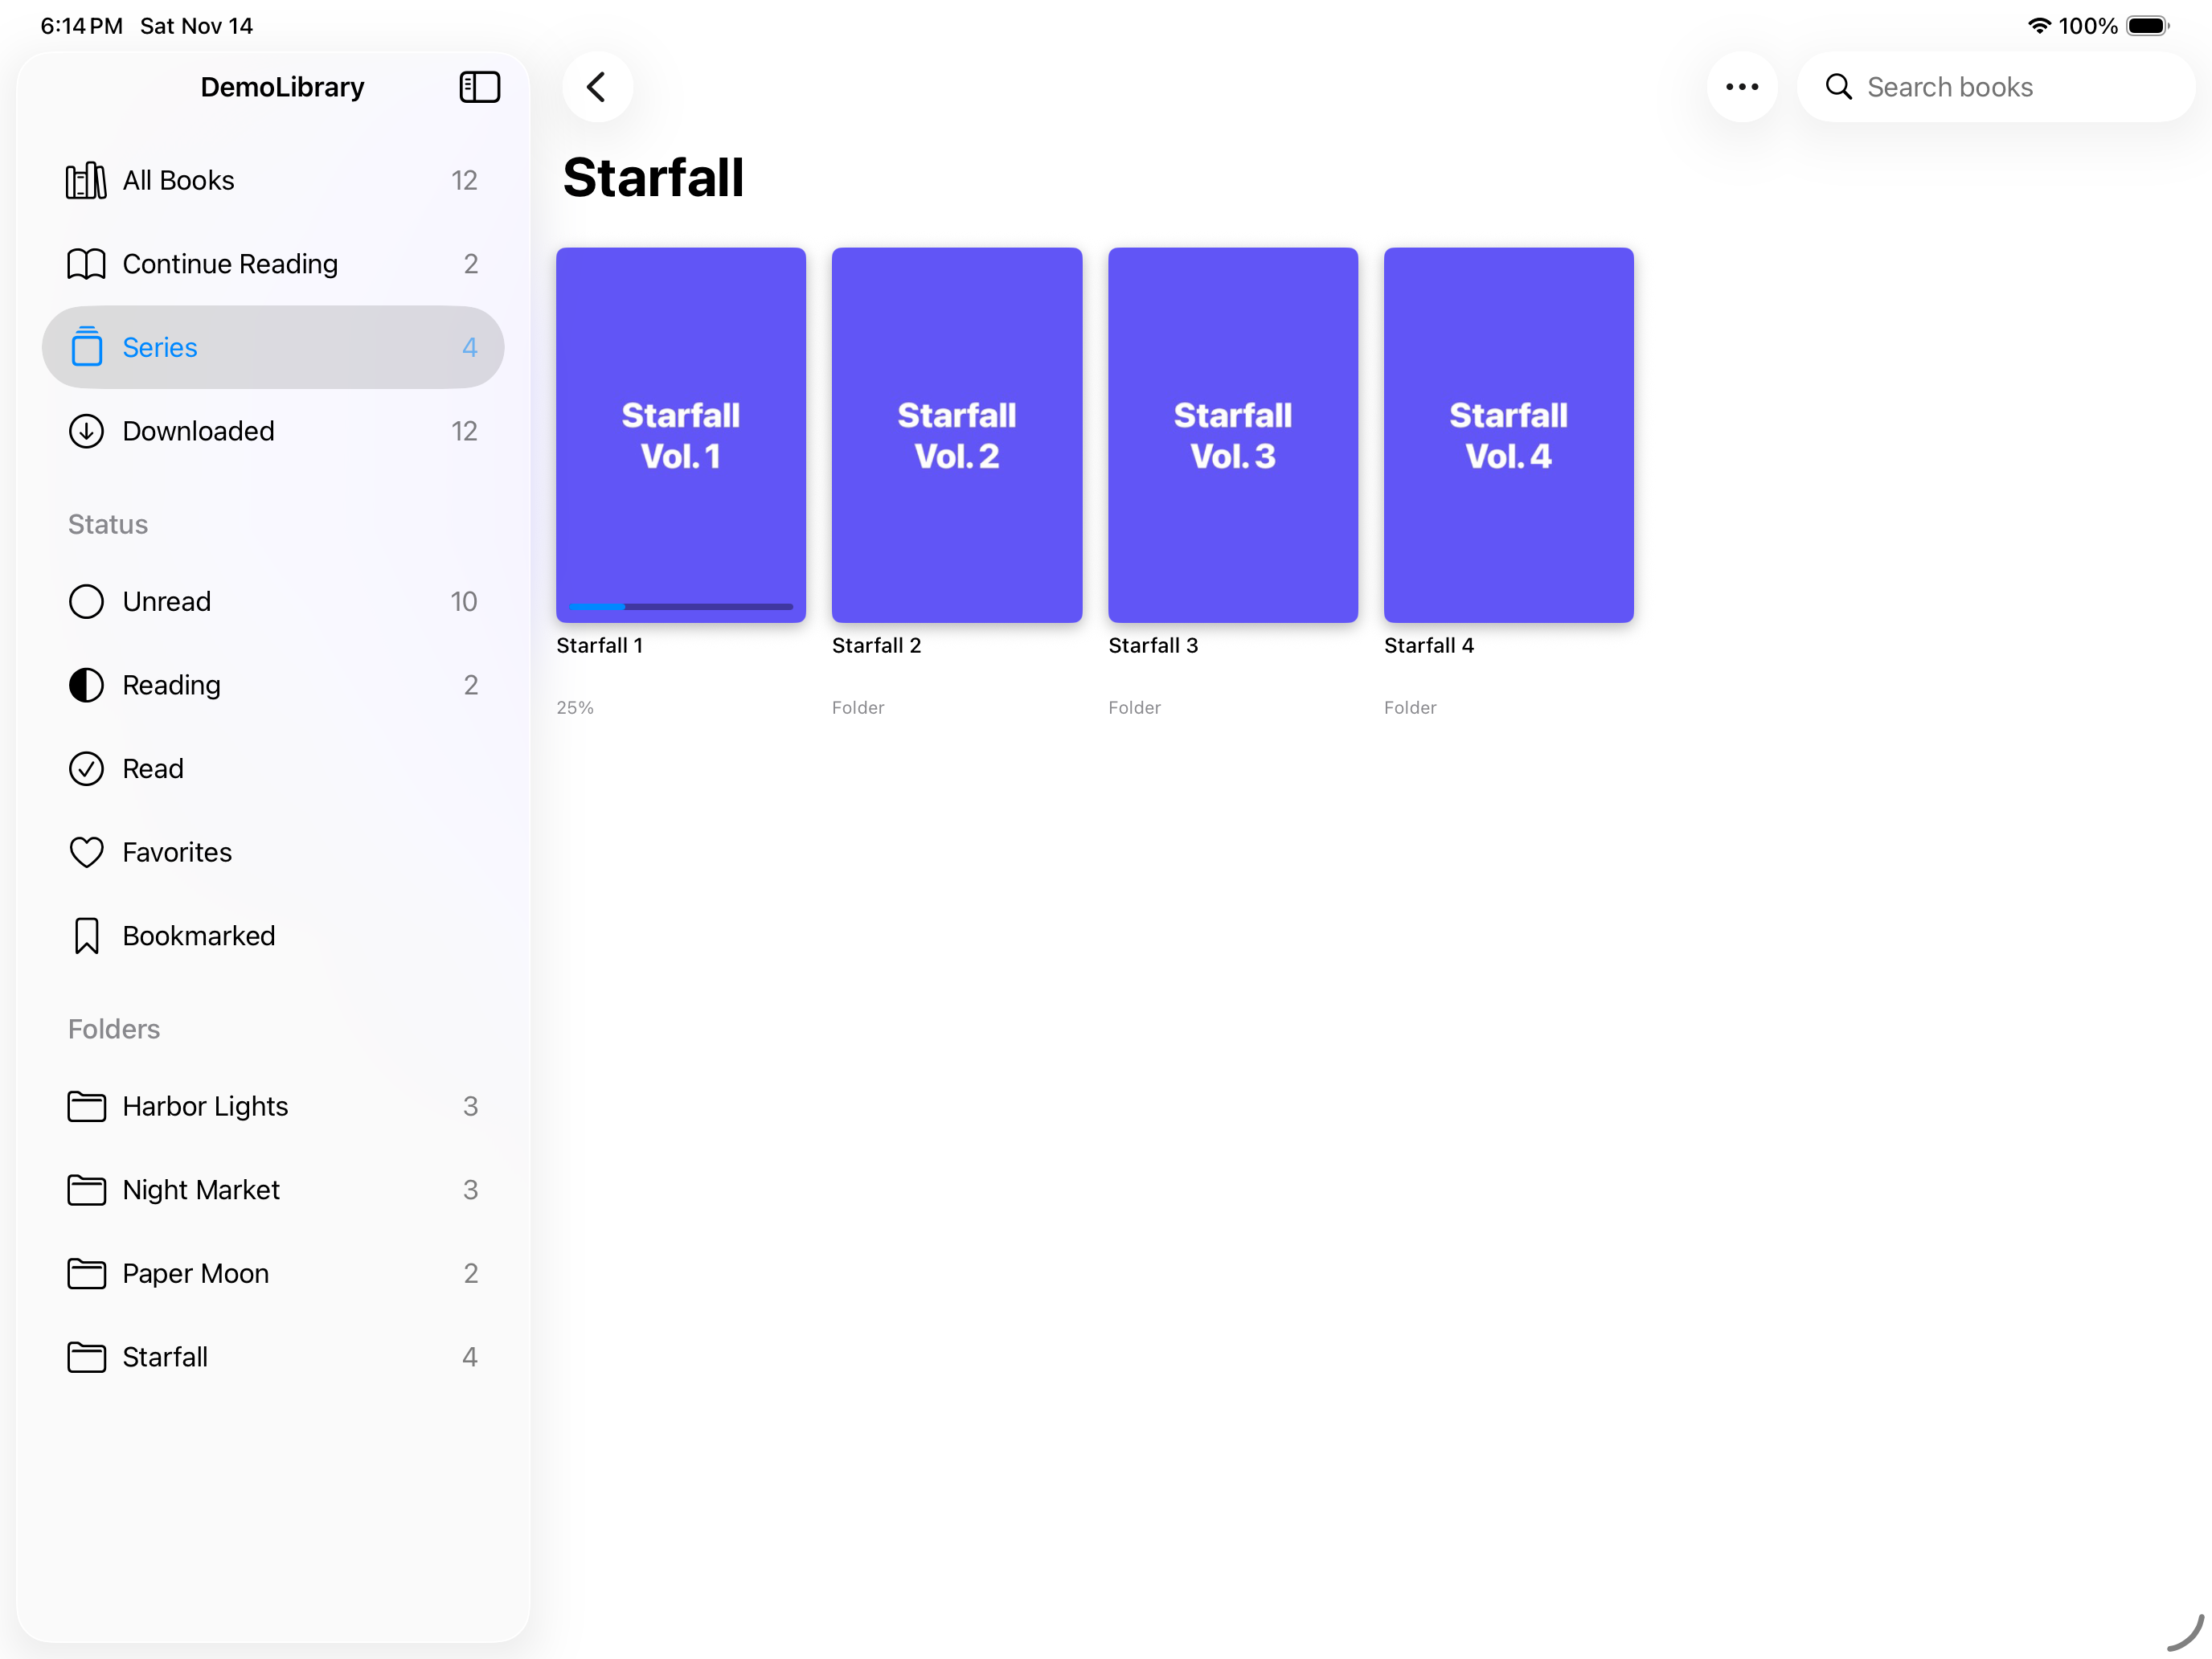 6:14 PM Sat Nov 14
100%
DemoLibrary
Search books
All Books 12
Continue Reading 2
Series 4
Downloaded 12
Status
Unread 10
Reading 2
Read
Favorites
Bookmarked
Folders
Harbor Lights 3
Night Market 3
Paper Moon 2
Starfall 4
Starfall
Starfall
Vol. 1
Starfall 1
25%
Starfall
Vol. 2
Starfall 2
Folder
Starfall
Vol. 3
Starfall 3
Folder
Starfall
Vol. 4
Starfall 4
Folder